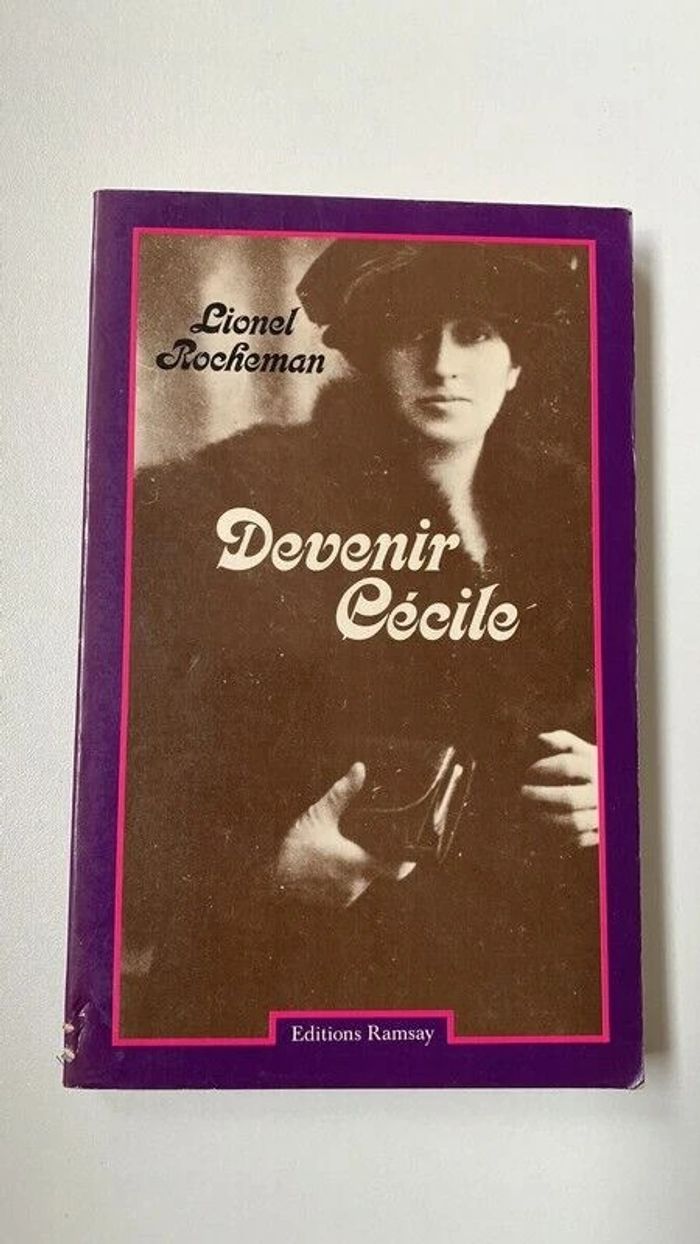 Lionel
Rocheman
Devenir
Cécile
Editions Ramsay